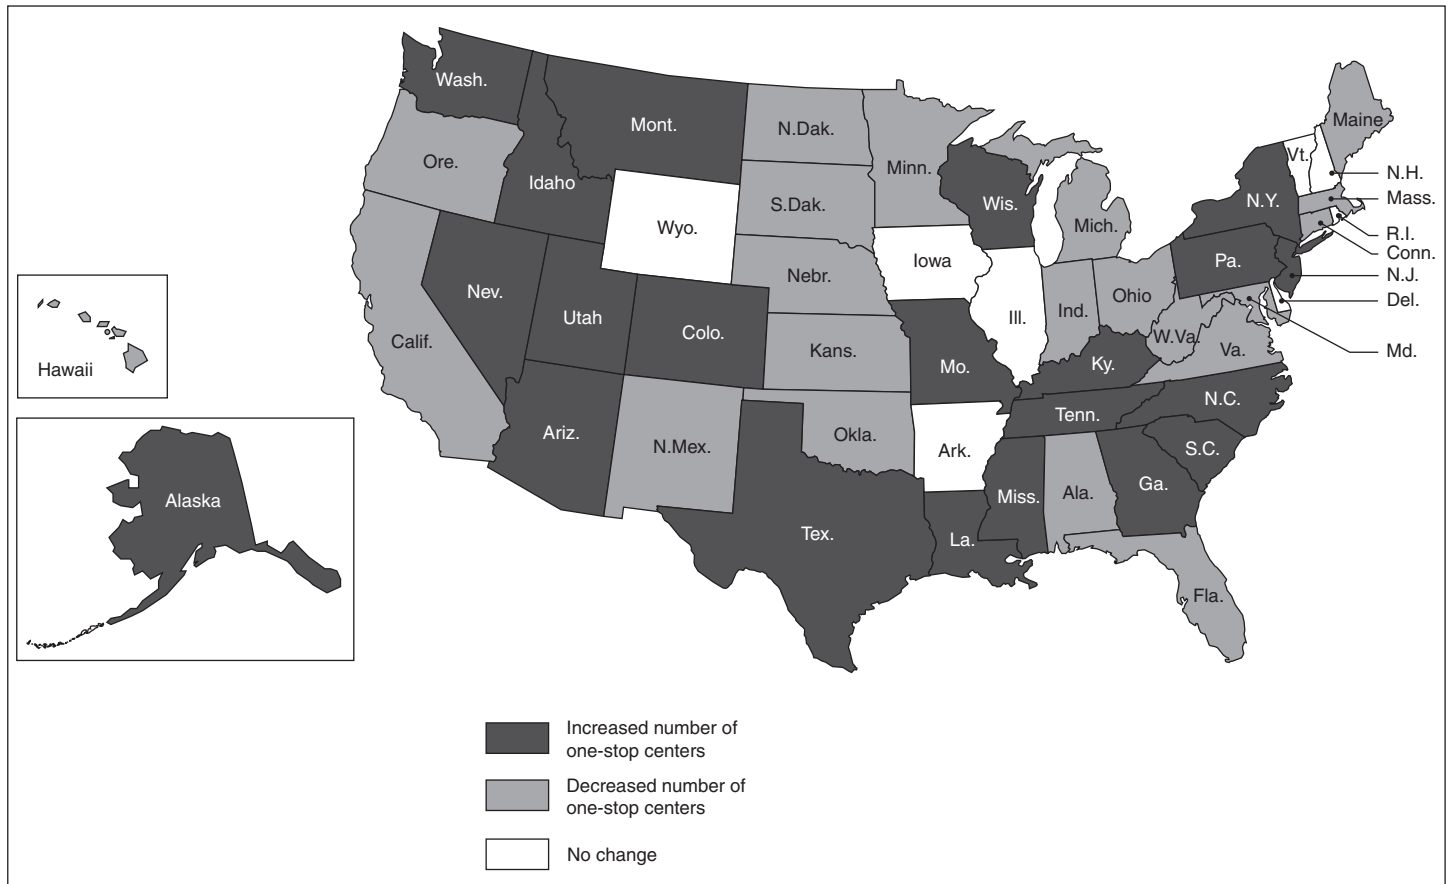 Wash.
Mont.
N.Dak.
Minn.
Maine
Ore.
Idaho
Vt.
N.H.
S.Dak.
Wis.
Mich.
N.Y.
Mass.
Wyo.
R.I.
Conn.
Iowa
Pa.
N.J.
Nebr.
Nev.
Ohio
Ind.
Ill.
Del.
Utah
Colo.
Calif.
Kans.
W.Va.
Va.
Md.
Hawaii
Mo.
Ky.
N.C.
Tenn.
Ariz.
N.Mex.
Okla.
Ark.
S.C.
Alaska
Miss.
Ala.
Ga.
Tex.
La.
Fla.
Increased number of
one-stop centers
Decreased number of
one-stop centers
No change